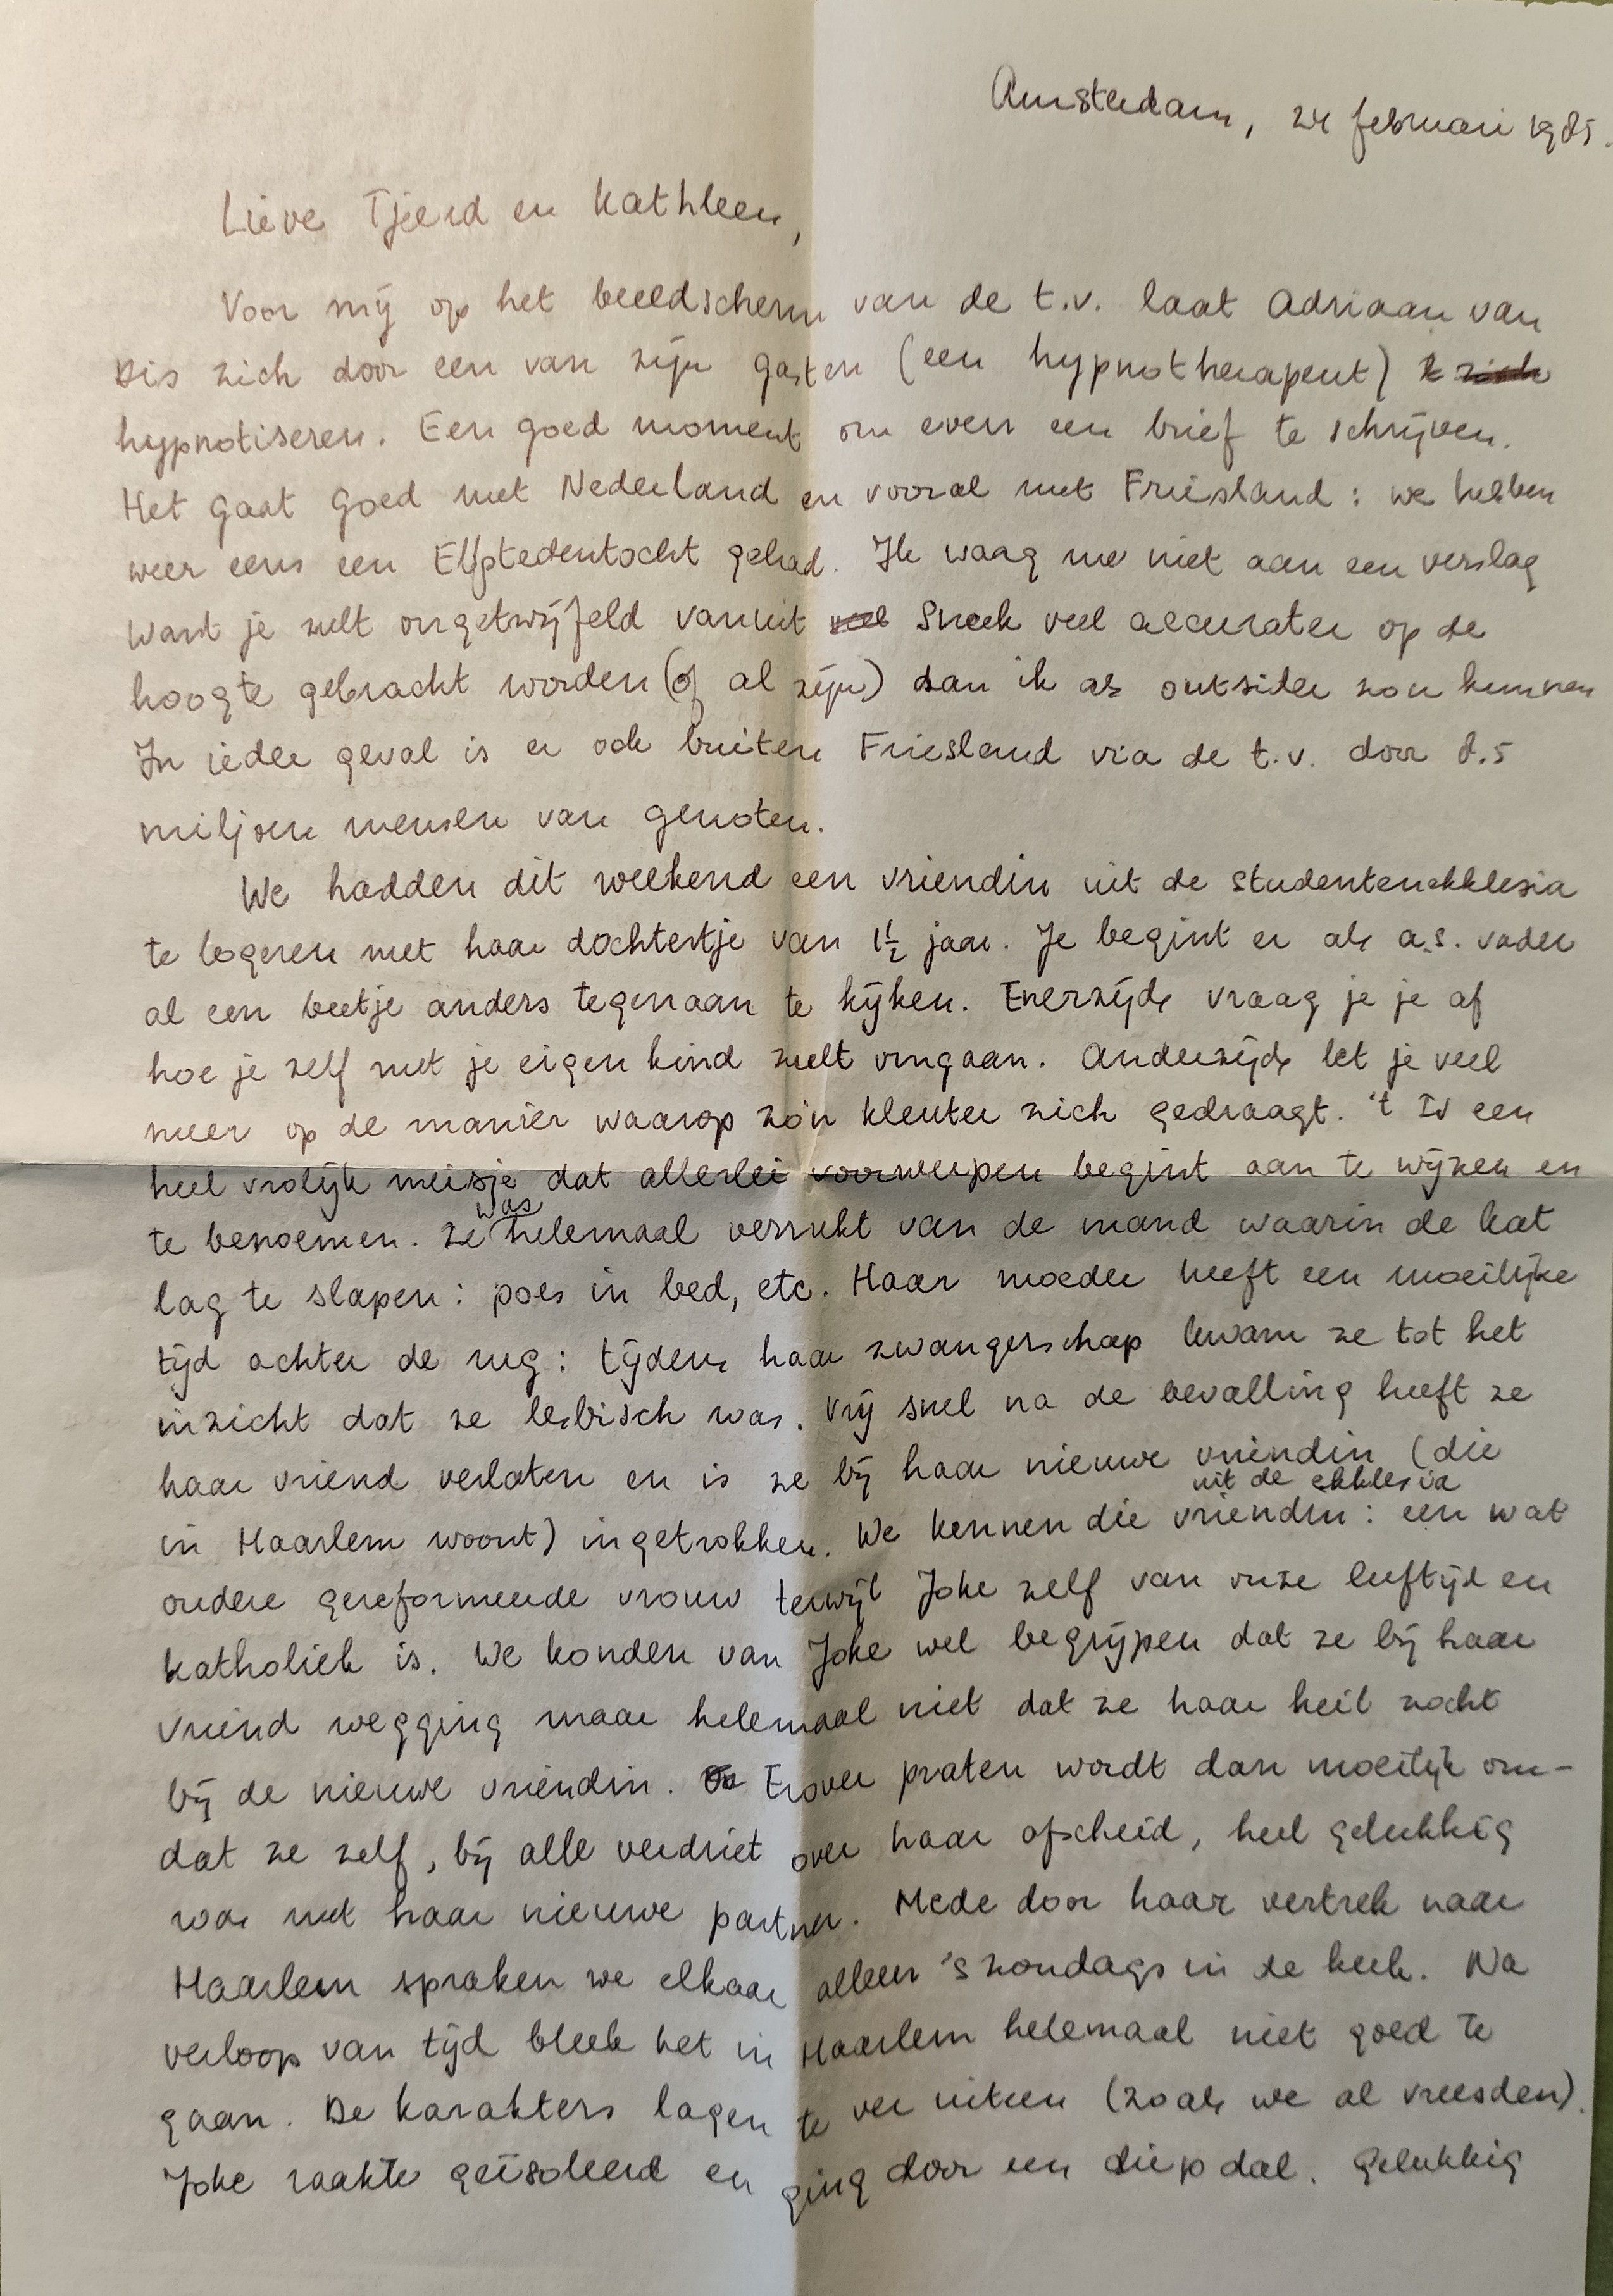 Amsterdam, 24 februari 1985.
Lieve Tjeerd en Kathleen,
Voor mij op het beeldscherm van de t.v. laat Adriaan van
Dis zich door een van zijn gasten (een hypnotherapeut)
hypnotiseren. Een goed moment om even een brief te schrijven.
Het gaat goed met Nederland en vooral met Friesland: we hebben
weer eens een Elfstedentocht gehad. Ik waag me niet aan een verslag
want je zult ongetwijfeld vanuit Sneek veel accurater op de
hoogte gebracht worden (of al zijn) dan ik als outsider zou kunnen
In ieder geval is er ook buiten Friesland via de t.v. door 8.5
miljoen mensen van genoten.
We hadden dit weekend een vriendin uit de studentenekklesia
te logeren met haar dochtertje van 1½ jaar. Je begint er als a.s. vader
al een beetje anders tegenaan te kijken. Enerzijds vraag je je af
hoe je zelf met je eigen kind zult omgaan. Anderzijds let je veel
meer op de manier waarop zo'n kleuter zich gedraagt. 't Is een
heel vrolijk meisje dat allerlei voorwerpen begint aan te wijzen en
te benoemen. Ze was helemaal verrukt van de mand waarin de kat
lag te slapen: poes in bed, etc. Haar moeder heeft een moeilijke
tijd achter de rug: tijdens haar zwangerschap kwam ze tot het
inzicht dat ze lesbisch was. Vrij snel na de bevalling heeft ze
haar vriend verlaten en is ze bij haar nieuwe vriendin (die
in Haarlem woont) ingetrokken. We kennen die vriendin uit de ekklesia: een wat
oudere gereformeerde vrouw terwijl Joke zelf van onze leeftijd en
katholiek is. We konden van Joke wel begrijpen dat ze bij haar
vriend wegging maar helemaal niet dat ze haar heil zocht
bij de nieuwe vriendin. Erover praten wordt dan moeilijk om-
dat ze zelf, bij alle verdriet over haar afscheid, heel gelukkig
was met haar nieuwe partner. Mede door haar vertrek naar
Haarlem spraken we elkaar alleen 's zondags in de kerk. Na
verloop van tijd bleek het in Haarlem helemaal niet goed te
gaan. De karakters lagen te ver uiteen (zoals we al vreesden).
Joke raakte geïsoleerd en ging door een diep dal. Gelukkig